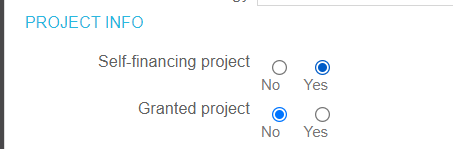 PROJECT INFO
Self-financing project
No Yes
Granted project
No Yes